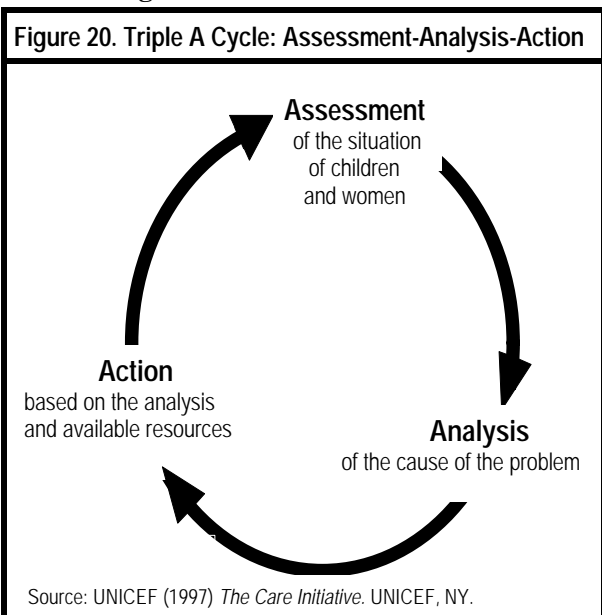 Figure 20. Triple A Cycle: Assessment-Analysis-Action
Assessment
of the situation
of children
and women
Analysis
of the cause of the problem
Action
based on the analysis
and available resources
Source: UNICEF (1997) The Care Initiative. UNICEF, NY.